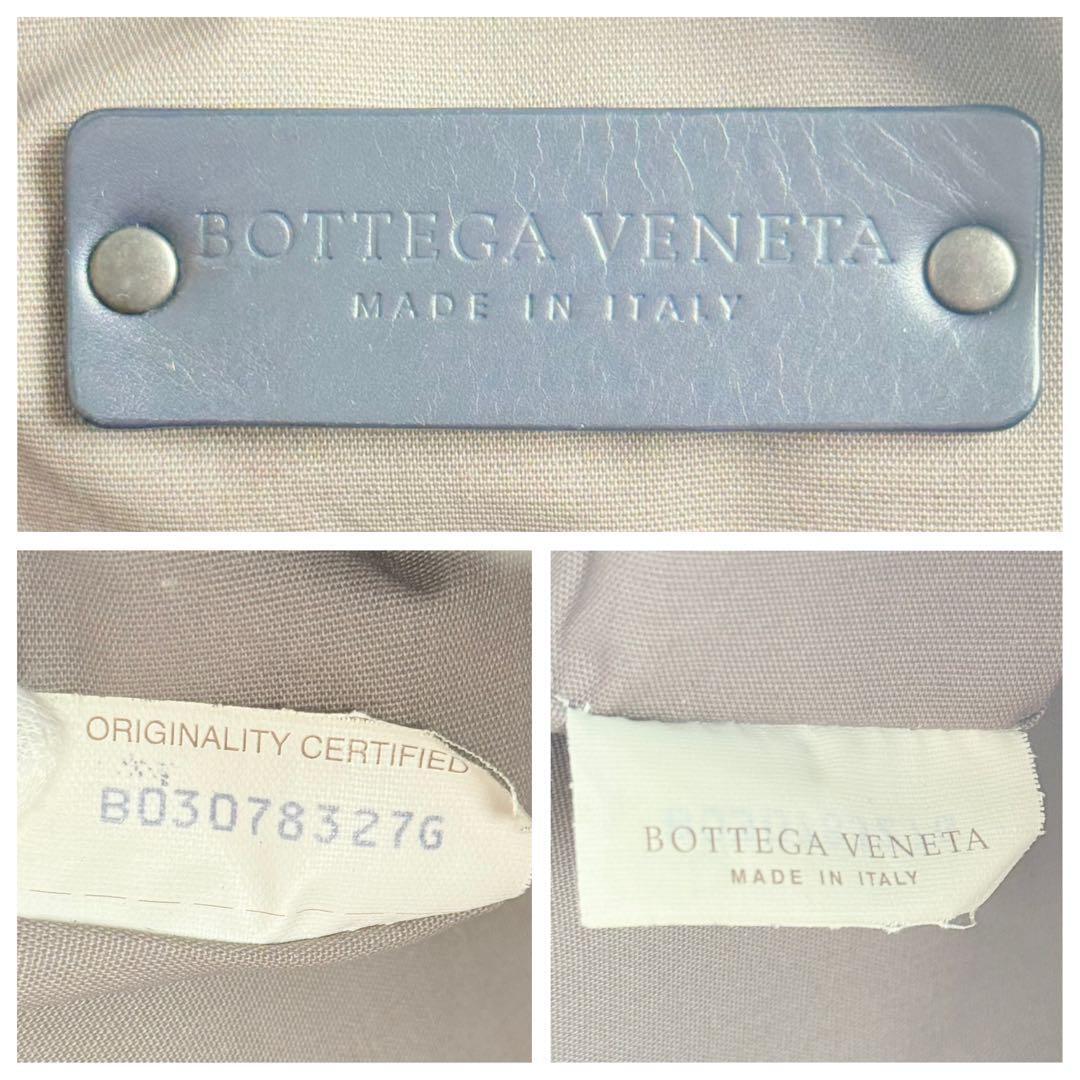 BOTTEGA VENETA
MADE IN ITALY
ORIGINALITY CERTIFIED
B03078327G
BOTTEGA VENETA
MADE IN ITALY